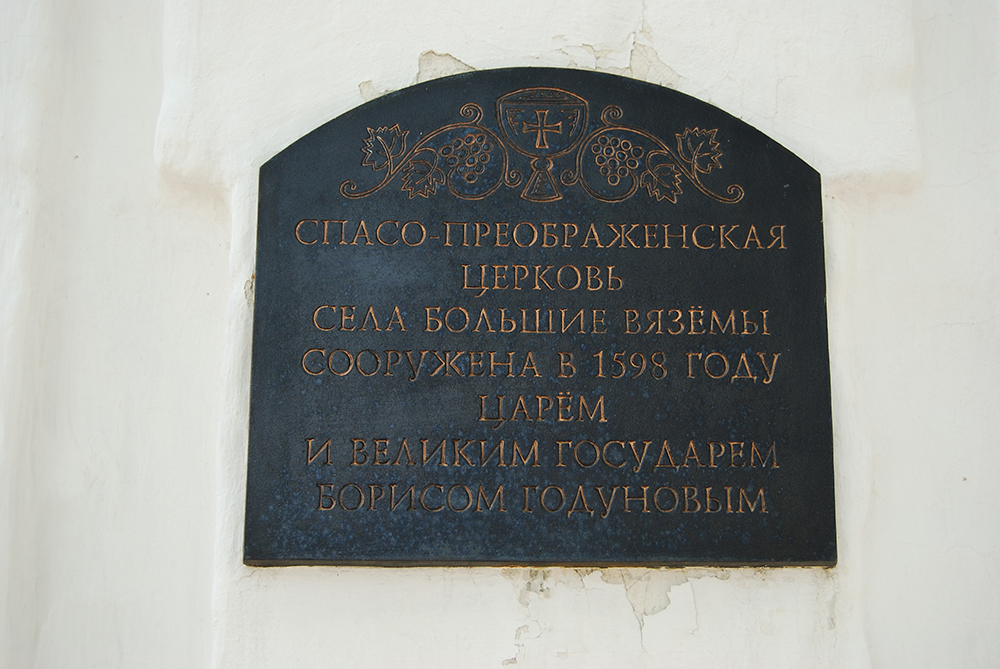 СПАСО-ПРЕОБРАЖЕНСКАЯ
ЦЕРКОВЬ
СЕЛА БОЛЬШИЕ ВЯЗЁМЫ
СООРУЖЕНА В 1598 ГОДУ
ЦАРЁМ
И ВЕЛИКИМ ГОСУДАРЕМ
БОРИСОМ ГОДУНОВЫМ